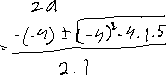 2a
= -(-4) ± √(-4)² - 4.1.5
2.1